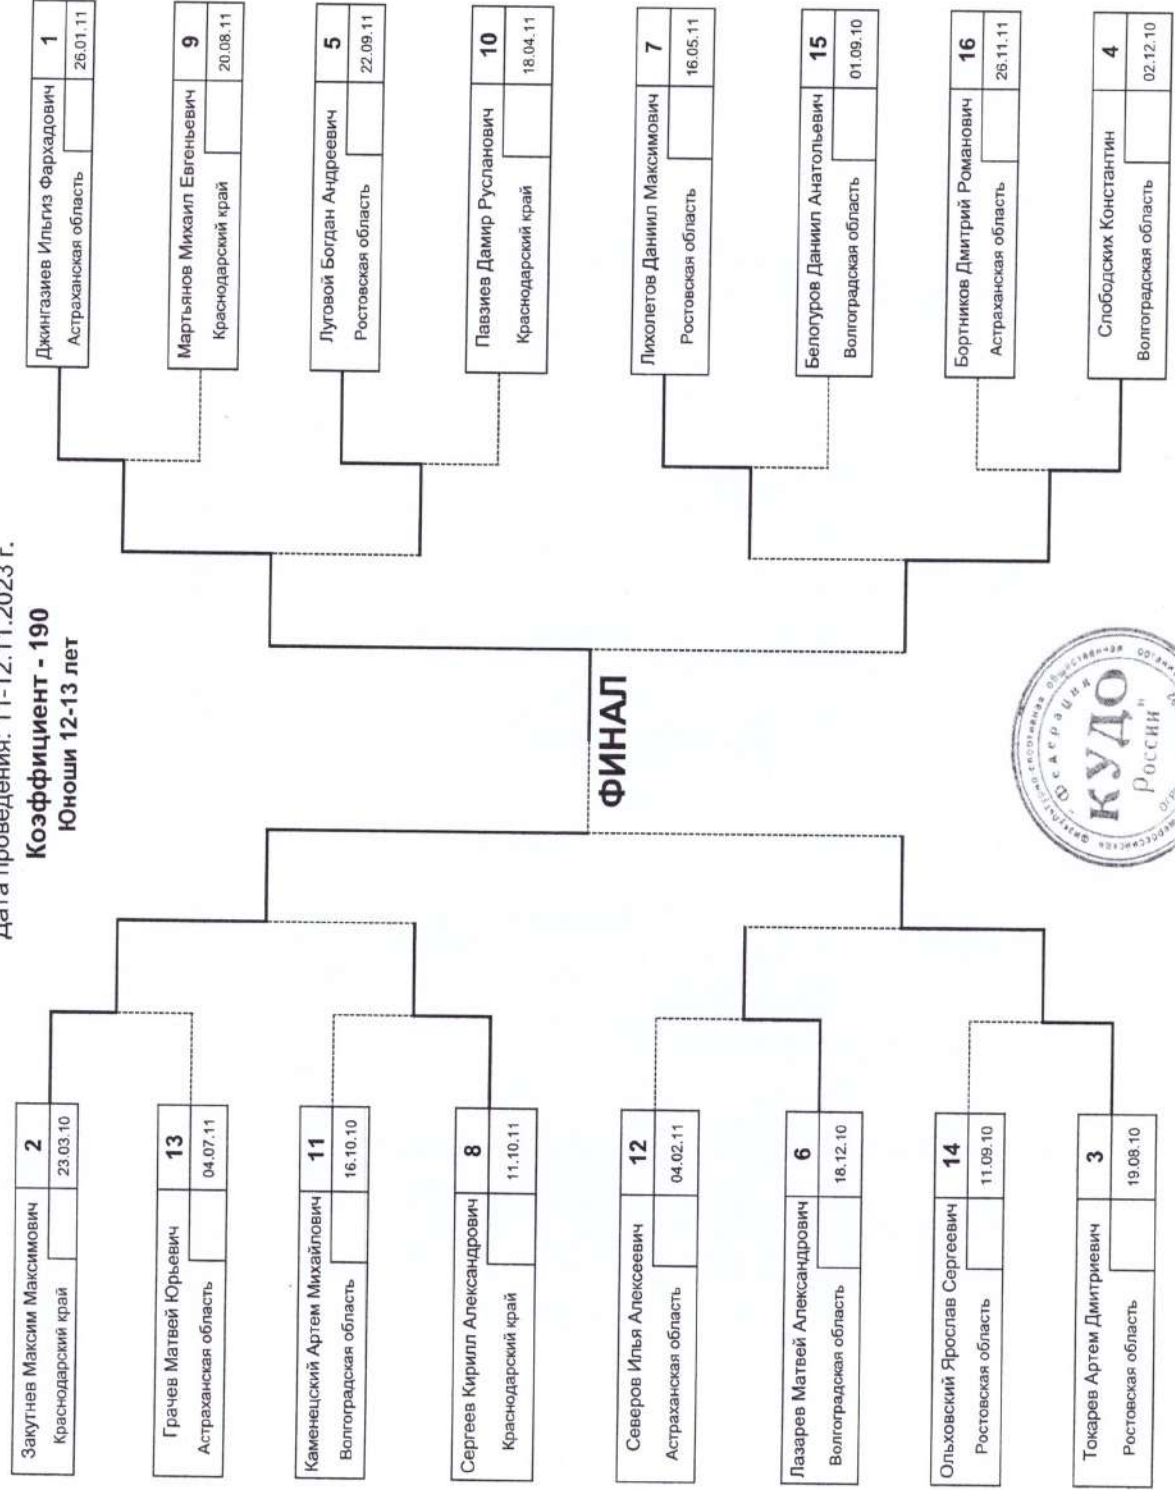 Дата проведения: 11-12.11.2023 г.
Коэффициент - 190
Юноши 12-13 лет
Закутнев Максим Максимович 2
Краснодарский край 23.03.10
Грачев Матвей Юрьевич 13
Астраханская область 04.07.11
Каменецкий Артем Михайлович 11
Волгоградская область 16.10.10
Сергеев Кирилл Александрович 8
Краснодарский край 11.10.11
Северов Илья Алексеевич 12
Астраханская область 04.02.11
Лазарев Матвей Александрович 6
Волгоградская область 18.12.10
Ольховский Ярослав Сергеевич 14
Ростовская область 11.09.10
Токарев Артем Дмитриевич 3
Ростовская область 19.08.10
ФИНАЛ
Джингазиев Ильгиз Фархадович 1
Астраханская область 26.01.11
Мартьянов Михаил Евгеньевич 9
Краснодарский край 20.08.11
Луговой Богдан Андреевич 5
Ростовская область 22.09.11
Павзиев Дамир Русланович 10
Краснодарский край 18.04.11
Лихолетов Даниил Максимович 7
Ростовская область 16.05.11
Белогуров Даниил Анатольевич 15
Волгоградская область 01.09.10
Бортников Дмитрий Романович 16
Астраханская область 26.11.11
Слободских Константин 4
Волгоградская область 02.12.10
"Федерация
КУДО
России"